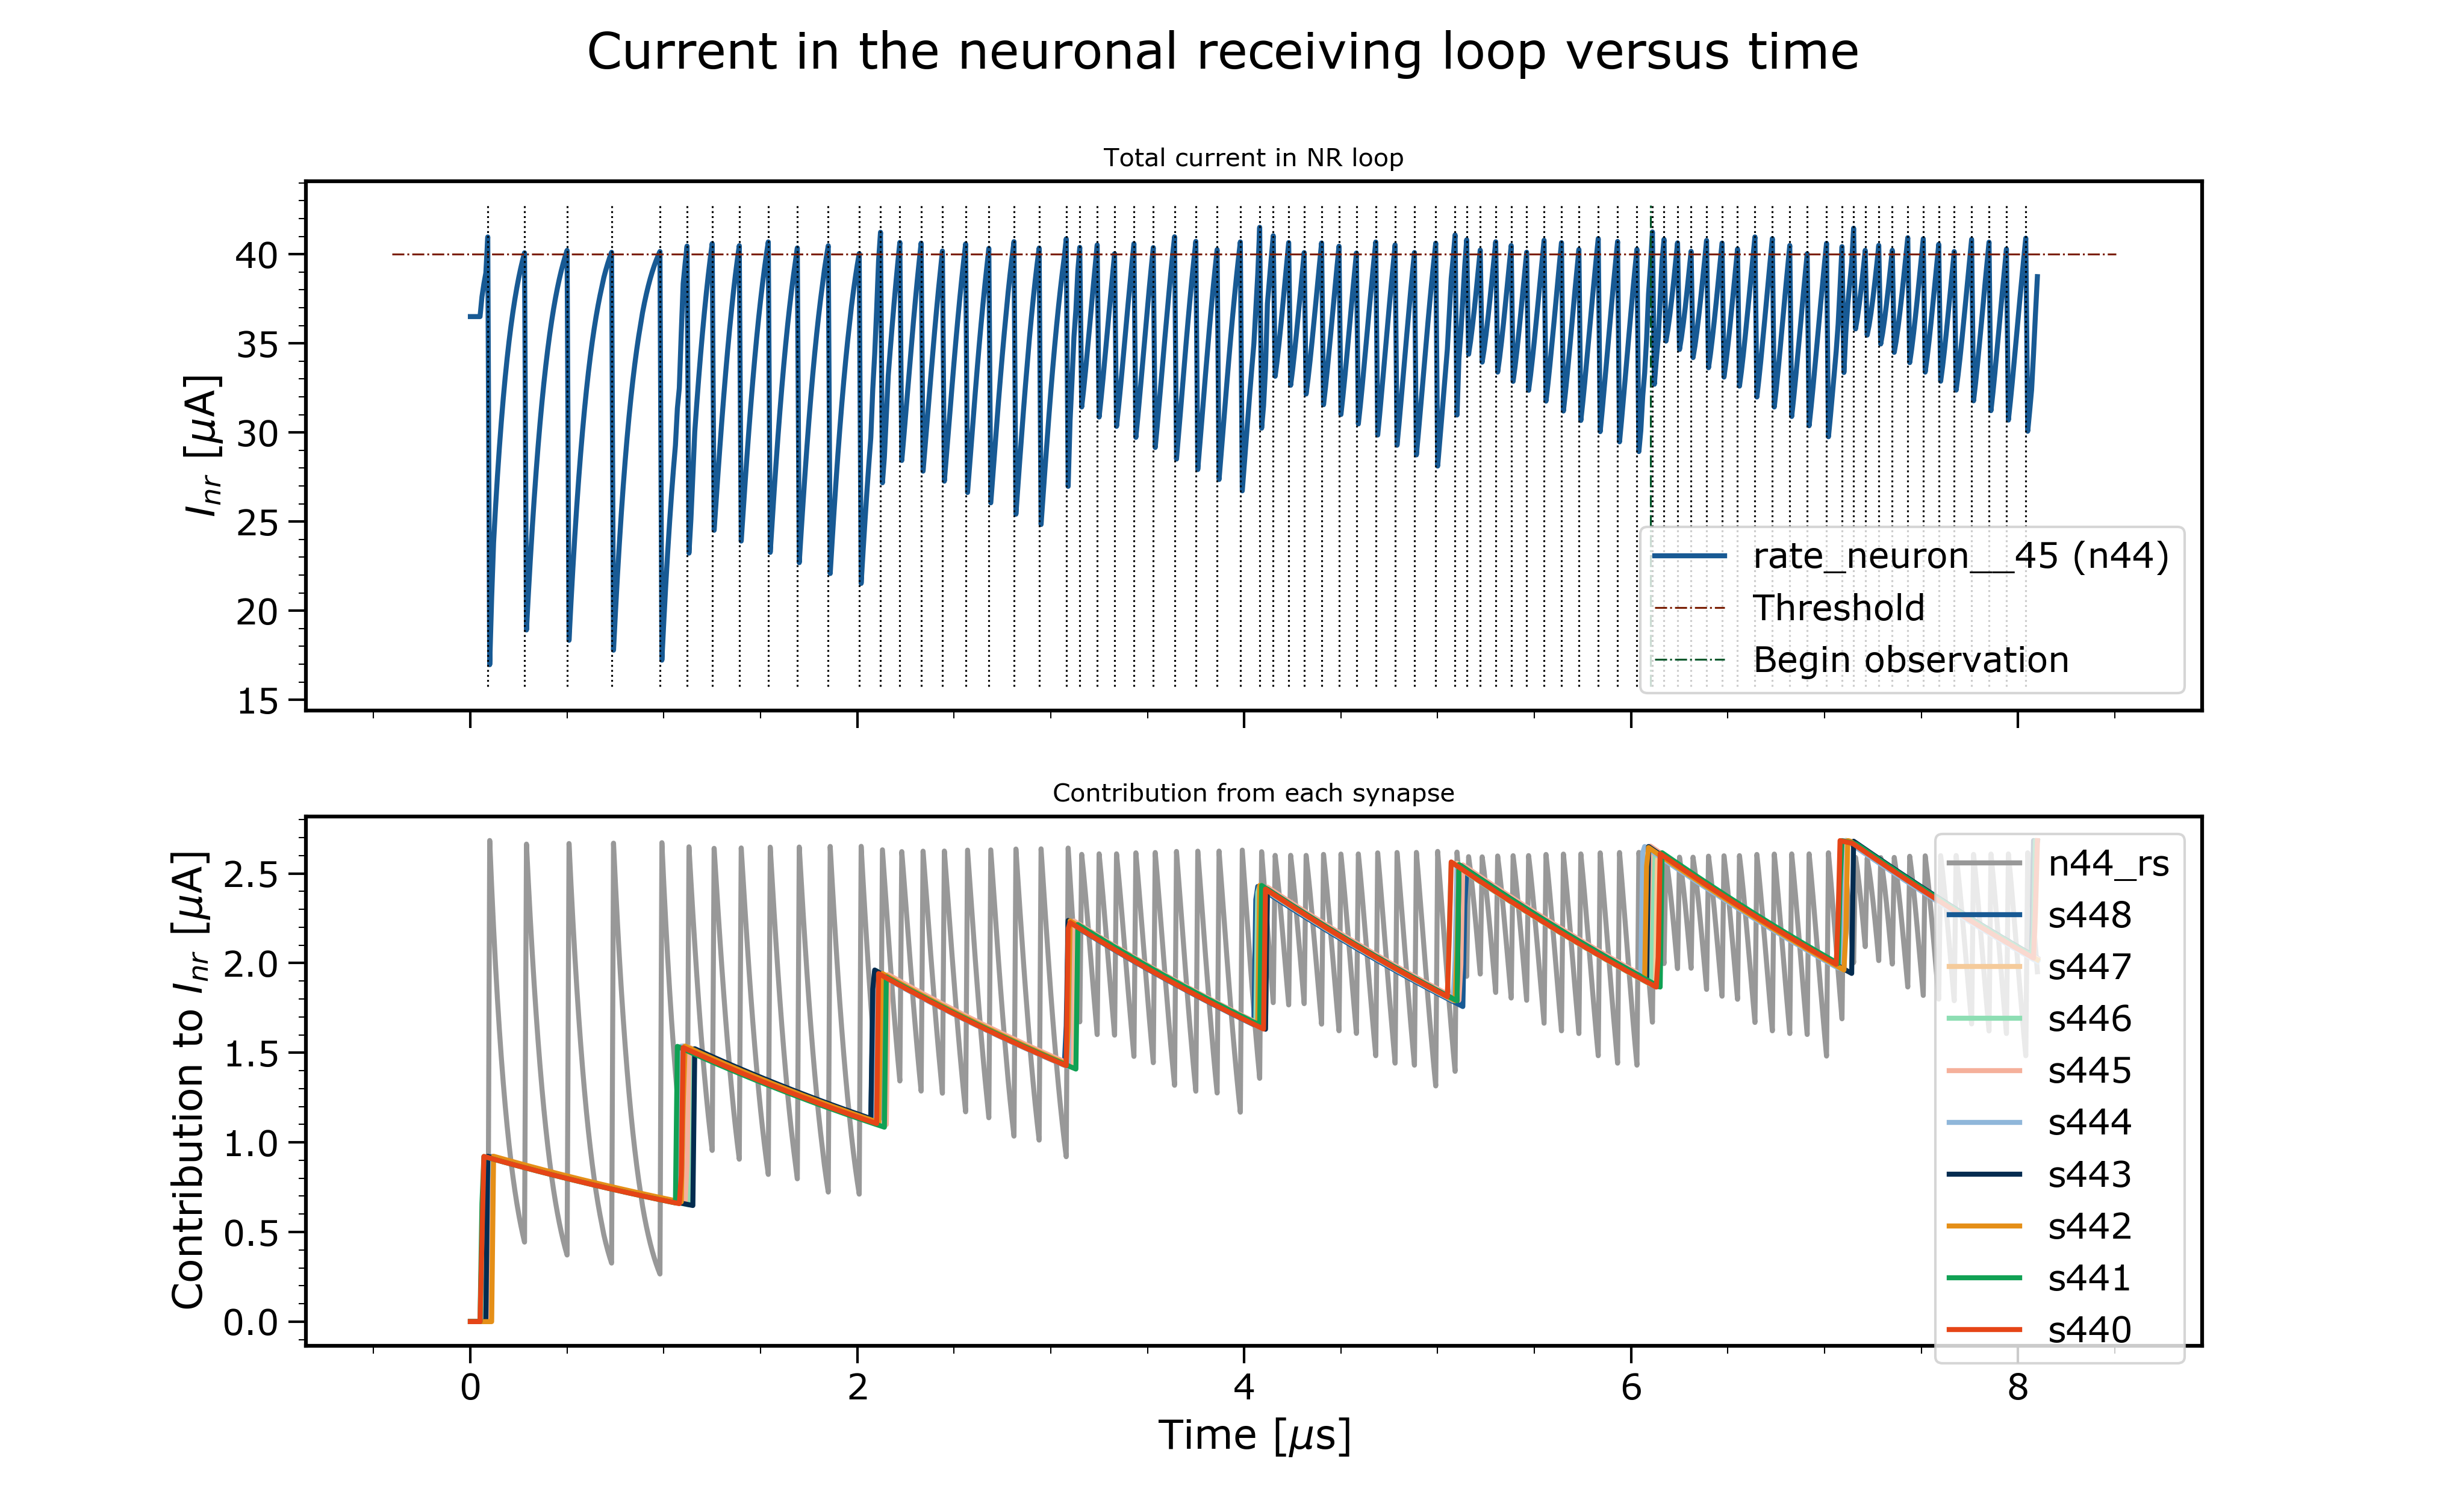 Current in the neuronal receiving loop versus time
Total current in NR loop
I_nr [μA]
40
35
30
25
20
15
rate_neuron__45 (n44)
Threshold
Begin observation
Contribution from each synapse
Contribution to I_nr [μA]
2.5
2.0
1.5
1.0
0.5
0.0
n44_rs
s448
s447
s446
s445
s444
s443
s442
s441
s440
0 2 4 6 8
Time [μs]